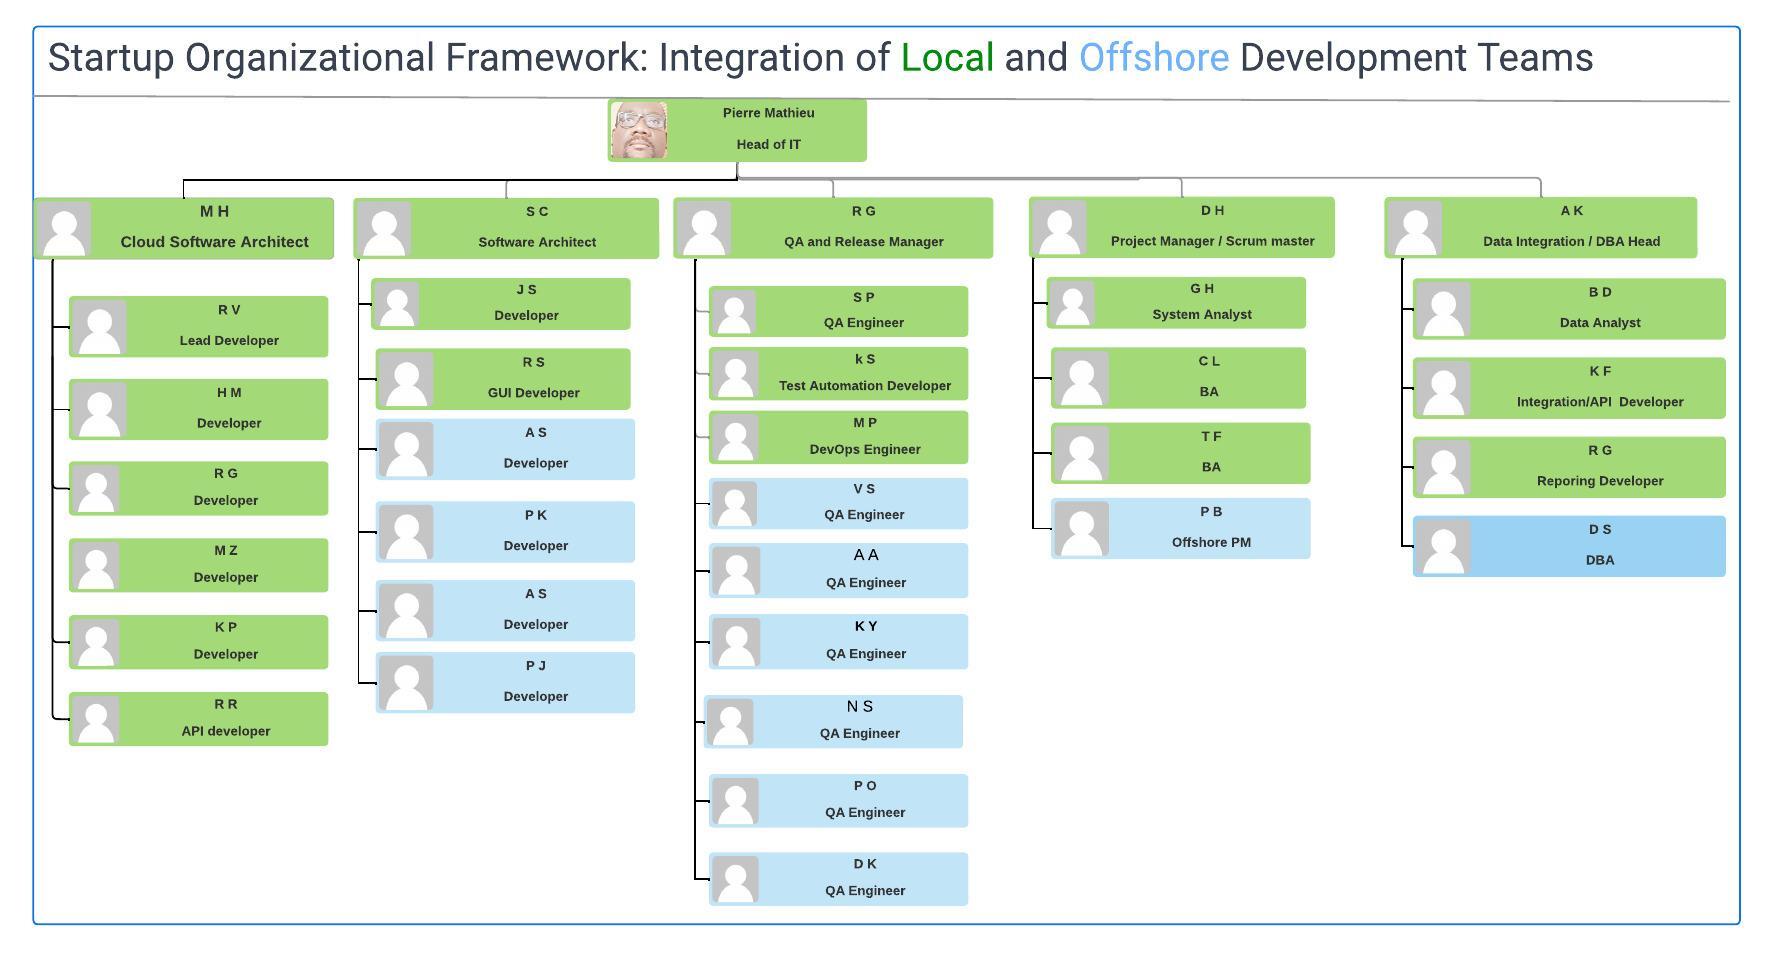 Startup Organizational Framework: Integration of Local and Offshore Development Teams
Pierre Mathieu
Head of IT
M H
Cloud Software Architect
R V
Lead Developer
H M
Developer
R G
Developer
M Z
Developer
K P
Developer
R R
API developer
S C
Software Architect
J S
Developer
R S
GUI Developer
A S
Developer
P K
Developer
A S
Developer
P J
Developer
R G
QA and Release Manager
S P
QA Engineer
k S
Test Automation Developer
M P
DevOps Engineer
V S
QA Engineer
A A
QA Engineer
K Y
QA Engineer
N S
QA Engineer
P O
QA Engineer
D K
QA Engineer
D H
Project Manager / Scrum master
G H
System Analyst
C L
BA
T F
BA
P B
Offshore PM
A K
Data Integration / DBA Head
B D
Data Analyst
K F
Integration/API  Developer
R G
Reporing Developer
D S
DBA